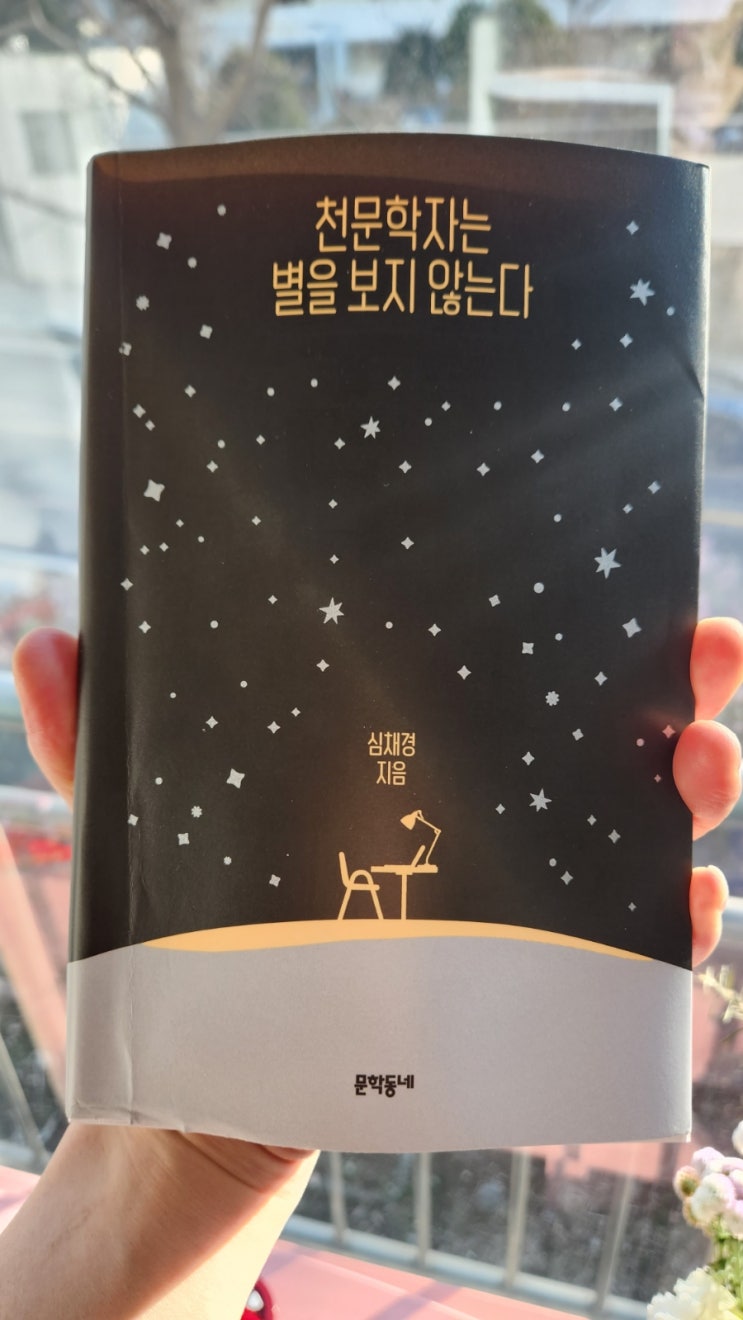 천문학자는
별을 보지 않는다
심채경
지음
문학동네